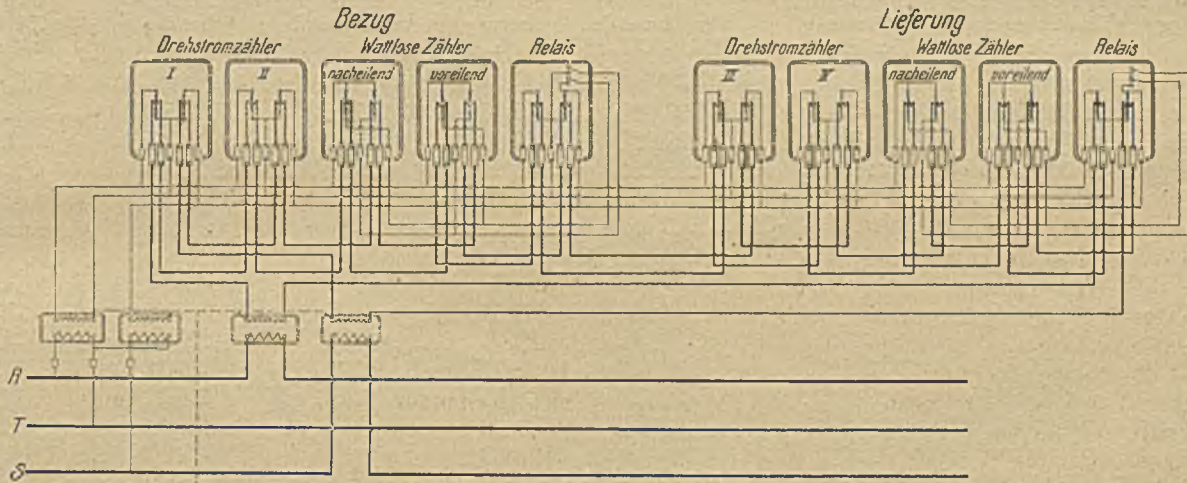 Bezug Lieferung
Drehstromzähler Wattlose Zähler Relais Drehstromzähler Wattlose Zähler Relais
I II nacheilend voreilend III IV nacheilend voreilend
R
T
S